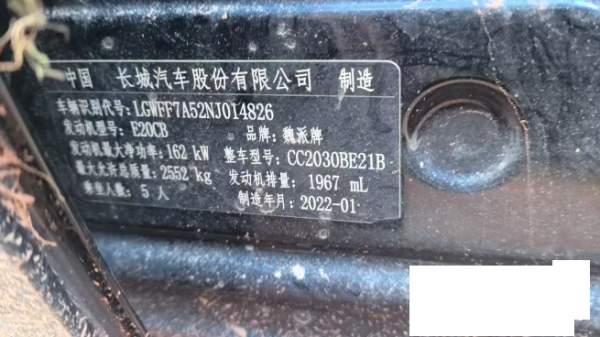 中国 长城汽车股份有限公司 制造
车辆识别代号: LGWFF7A52NJ014826
发动机型号: E20CB 品牌: 魏派牌
发动机最大净功率: 162 kW 整车型号: CC2030BE21B
最大允许总质量: 2552 kg 发动机排量: 1967 mL
乘坐人数: 5 人 制造年月: 2022-01